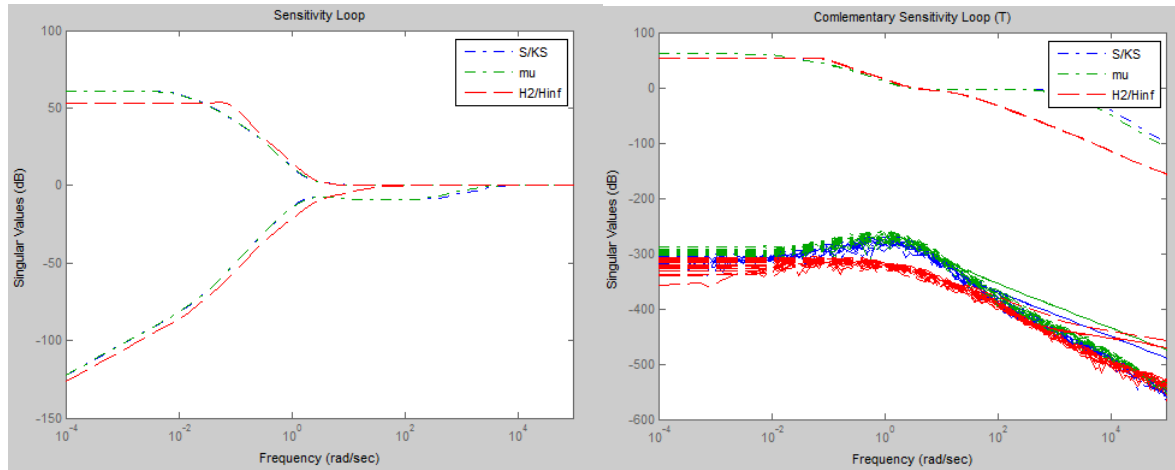 Sensitivity Loop
Singular Values (dB)
100
50
0
-50
-100
-150
10^-4
10^-2
10^0
10^2
10^4
Frequency (rad/sec)
S/KS
mu
H2/Hinf
Comlementary Sensitivity Loop (T)
Singular Values (dB)
100
0
-100
-200
-300
-400
-500
-600
10^-4
10^-2
10^0
10^2
10^4
Frequency (rad/sec)
S/KS
mu
H2/Hinf